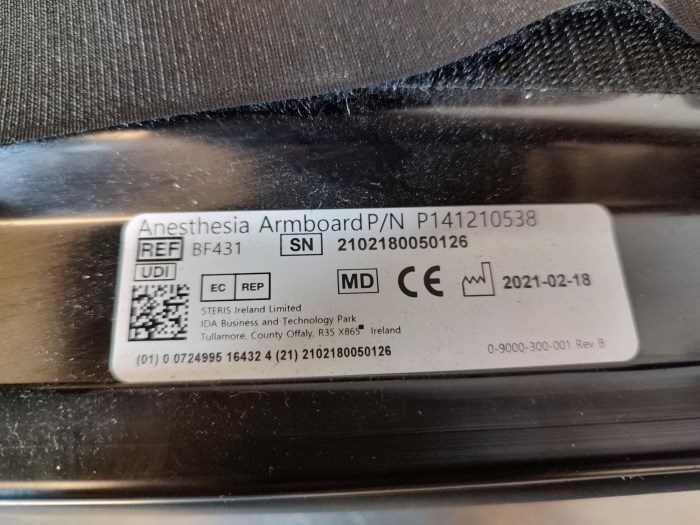 Anesthesia Armboard P/N P141210538
REF BF431 SN 2102180050126
UDI
EC REP MD CE 2021-02-18
STERIS Ireland Limited
IDA Business and Technology Park
Tullamore, County Offaly, R35 X865 Ireland
(01) 0 0724995 16432 4 (21) 2102180050126
0-9000-300-001 Rev B